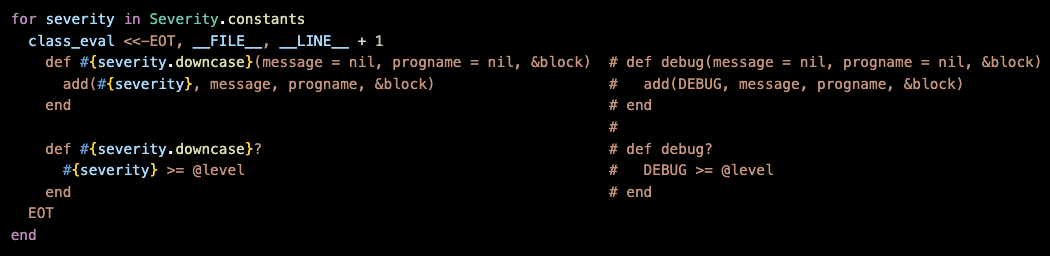 for severity in Severity.constants
  class_eval <<-EOT, __FILE__, __LINE__ + 1
    def #{severity.downcase}(message = nil, progname = nil, &block)  # def debug(message = nil, progname = nil, &block)
      add(#{severity}, message, progname, &block)                    #   add(DEBUG, message, progname, &block)
    end                                                              # end
                                                                     #
    def #{severity.downcase}?                                        # def debug?
      #{severity} >= @level                                          #   DEBUG >= @level
    end                                                              # end
  EOT
end